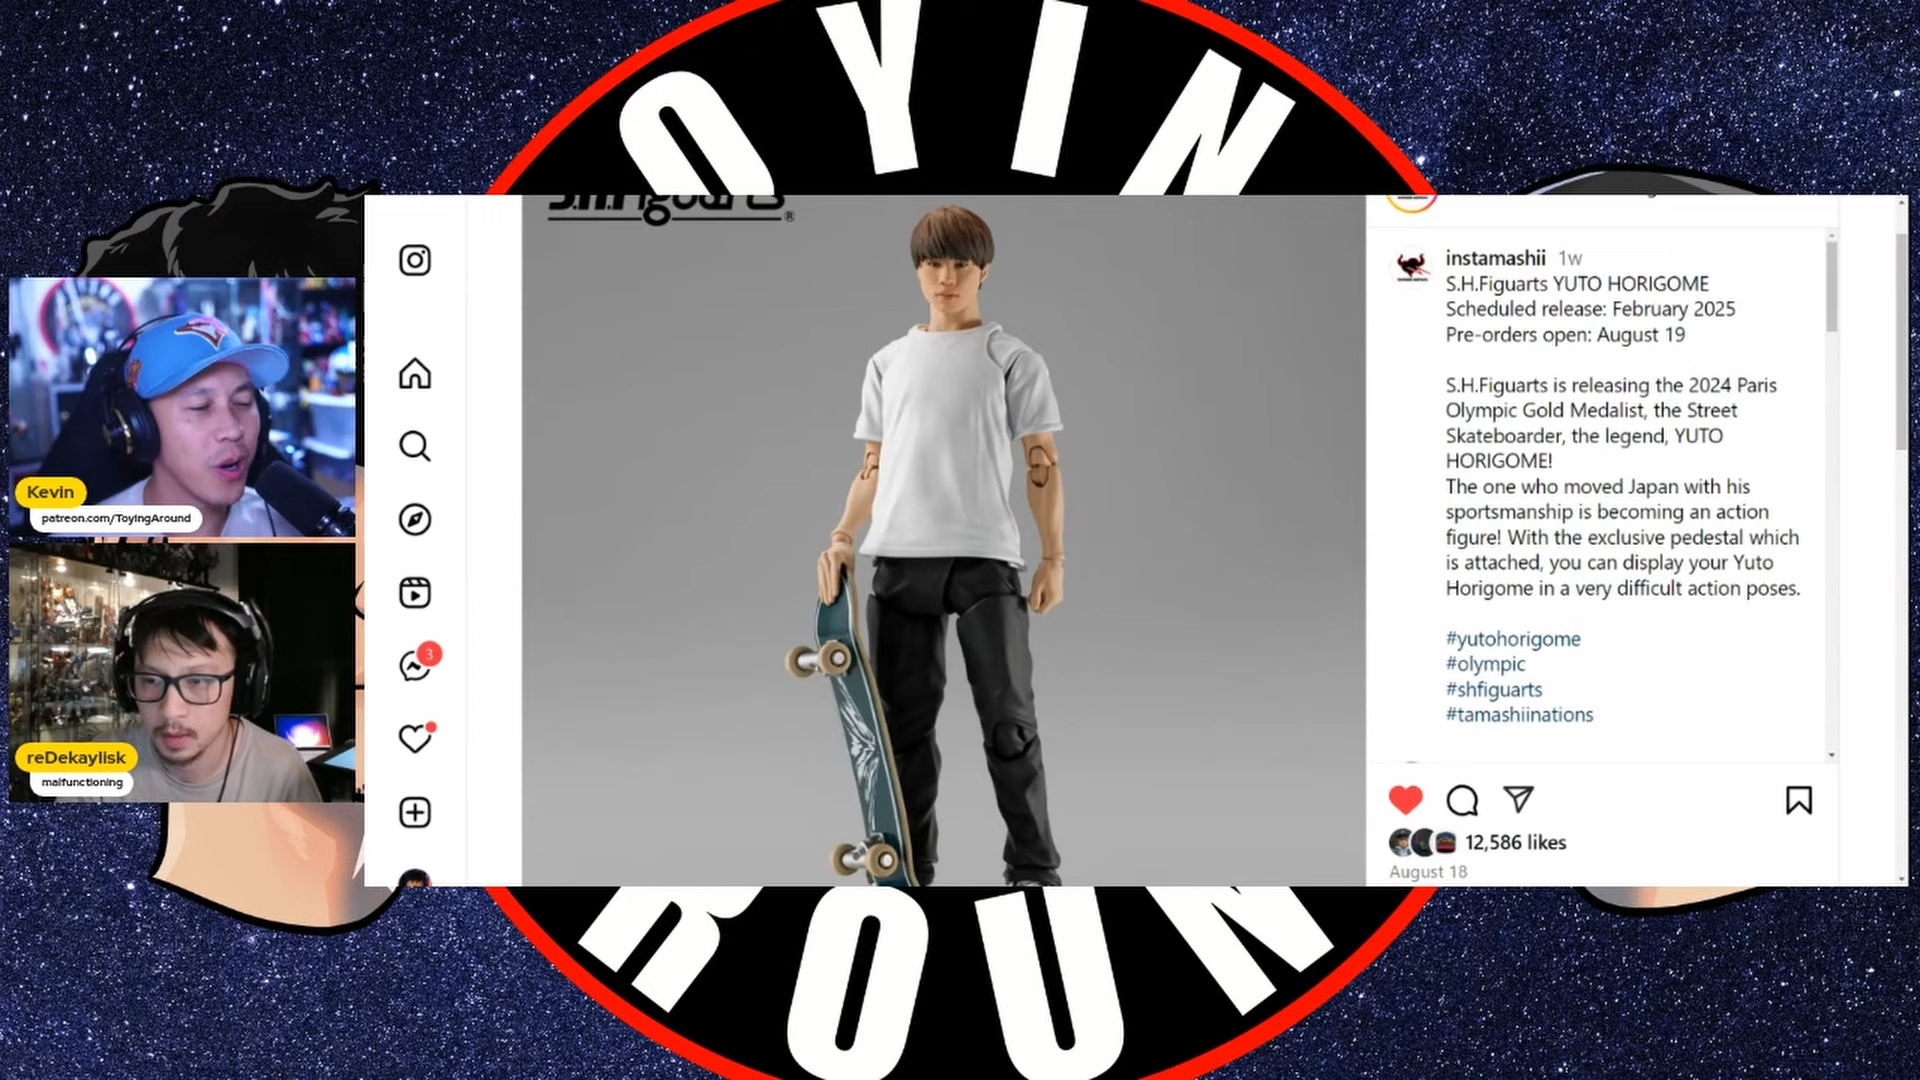 OYIN
S.H.Figuarts
®
instamashii 1w
S.H.Figuarts YUTO HORIGOME
Scheduled release: February 2025
Pre-orders open: August 19
S.H.Figuarts is releasing the 2024 Paris
Olympic Gold Medalist, the Street
Skateboarder, the legend, YUTO
HORIGOME!
The one who moved Japan with his
sportsmanship is becoming an action
figure! With the exclusive pedestal which
is attached, you can display your Yuto
Horigome in a very difficult action poses.
#yutohorigome
#olympic
#shfiguarts
#tamashiinations
12,586 likes
August 18
3
Kevin
patreon.com/ToyingAround
reDekaylisk
malfunctioning
ROUN